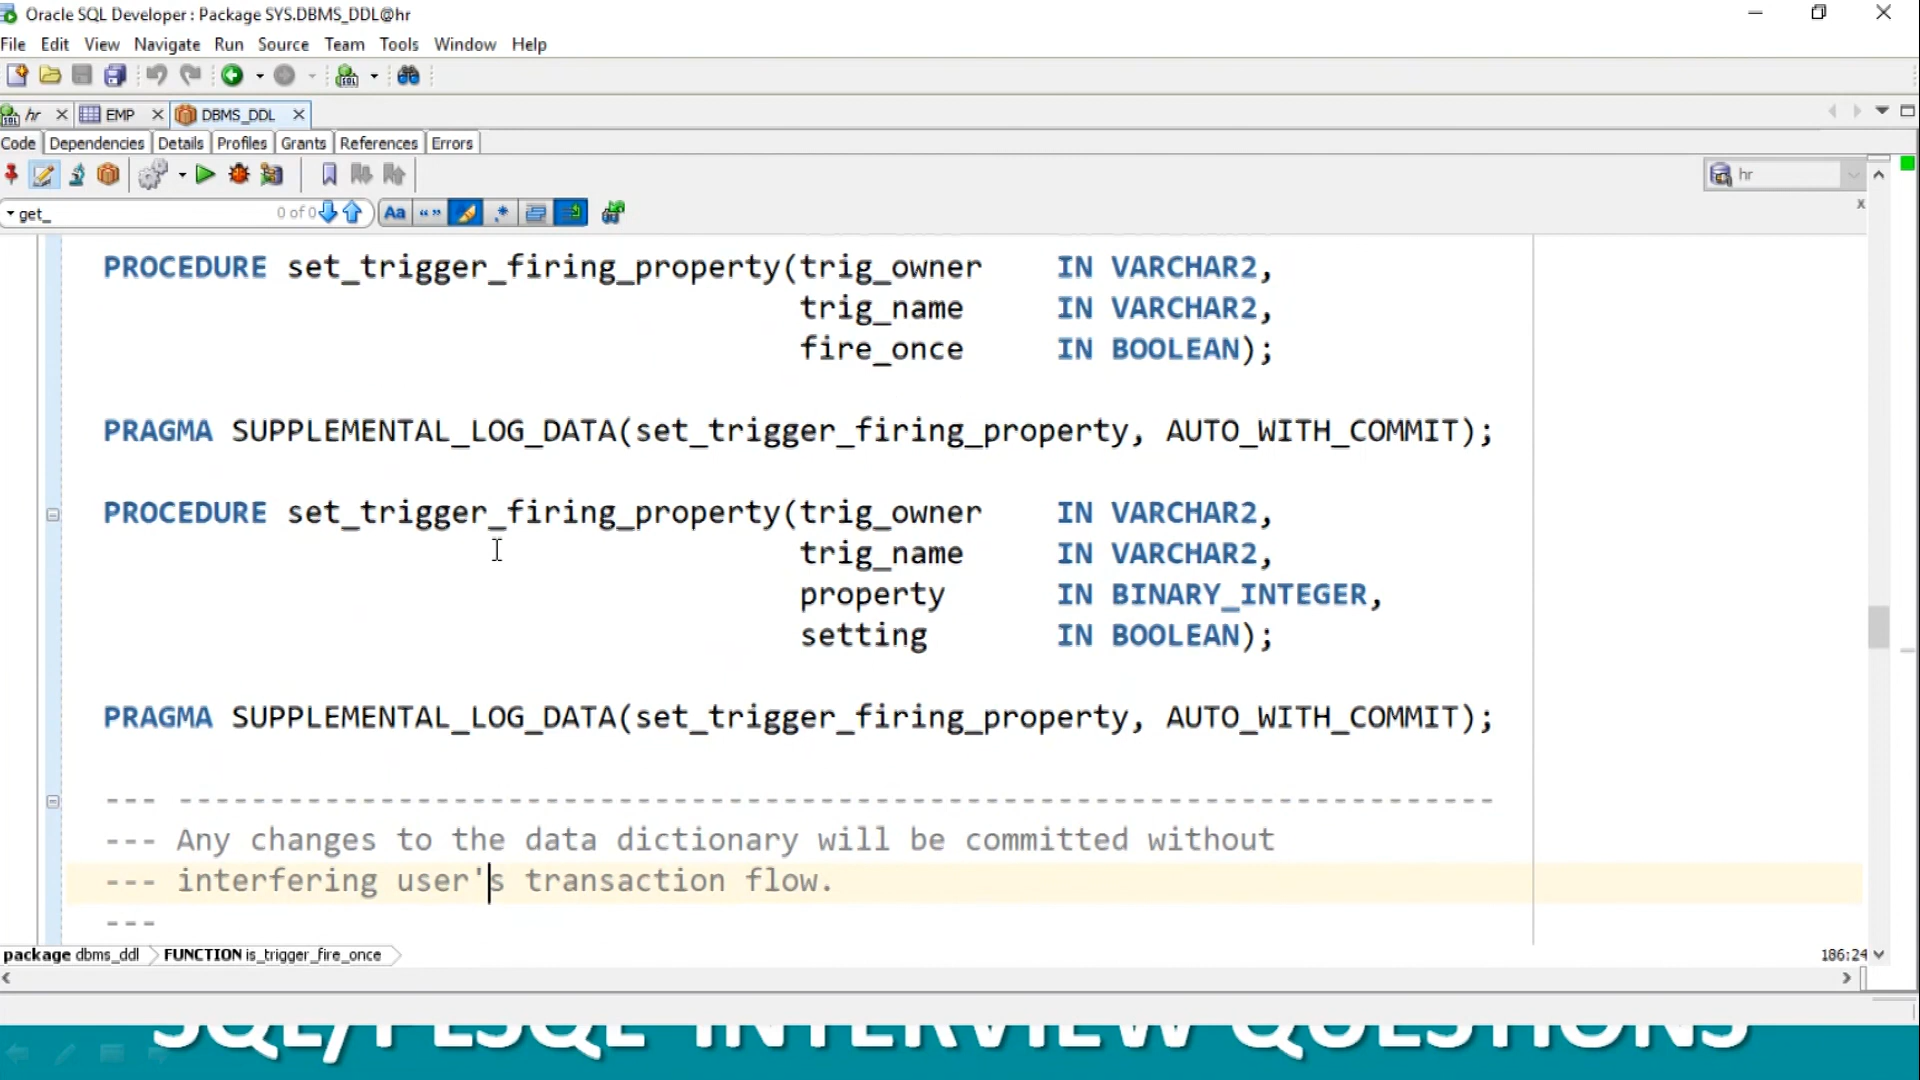 Oracle SQL Developer : Package SYS.DBMS_DDL@hr
File Edit View Navigate Run Source Team Tools Window Help
hr EMP DBMS_DDL
Code Dependencies Details Profiles Grants References Errors
hr
get_ 0 of 0 Aa
PROCEDURE set_trigger_firing_property(trig_owner IN VARCHAR2,
trig_name IN VARCHAR2,
fire_once IN BOOLEAN);
PRAGMA SUPPLEMENTAL_LOG_DATA(set_trigger_firing_property, AUTO_WITH_COMMIT);
PROCEDURE set_trigger_firing_property(trig_owner IN VARCHAR2,
trig_name IN VARCHAR2,
property IN BINARY_INTEGER,
setting IN BOOLEAN);
PRAGMA SUPPLEMENTAL_LOG_DATA(set_trigger_firing_property, AUTO_WITH_COMMIT);
--- ------------------------------------------------------------------------
--- Any changes to the data dictionary will be committed without
--- interfering user's transaction flow.
---
package dbms_ddl FUNCTION is_trigger_fire_once 186:24
SQL/PLSQL INTERVIEW QUESTIONS